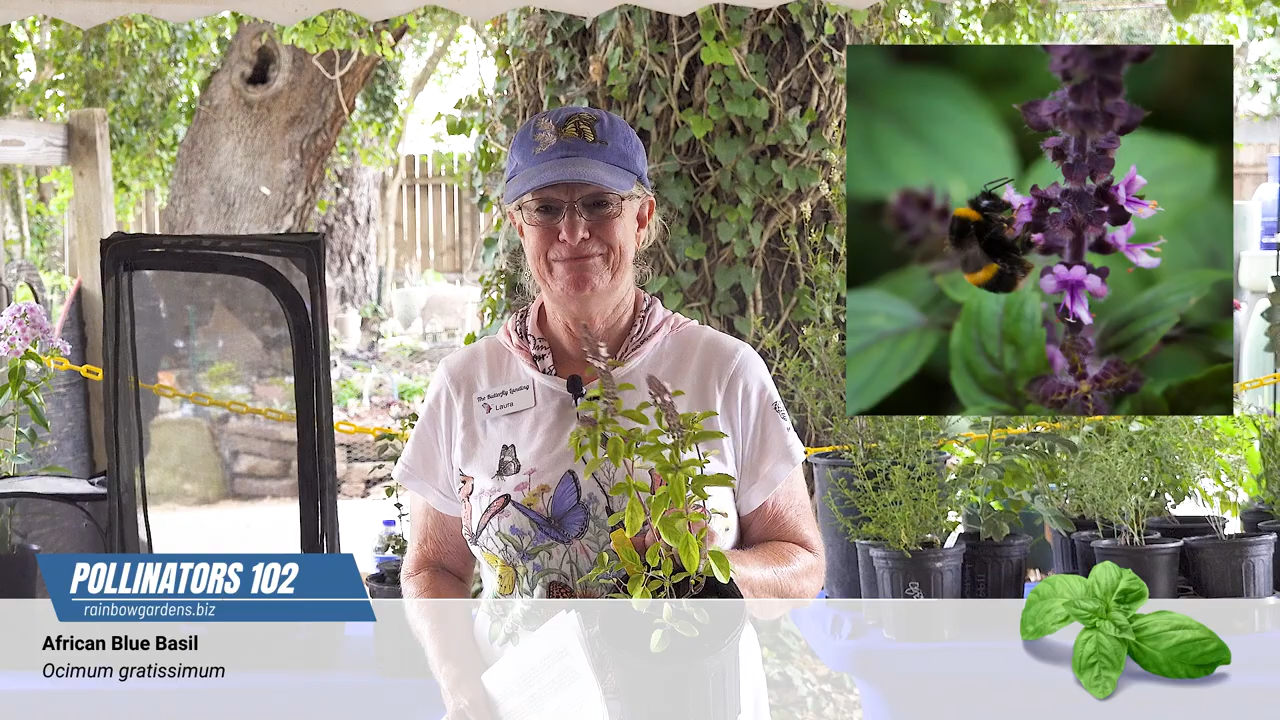 The Butterfly Landing
Laura
POLLINATORS 102
rainbowgardens.biz
African Blue Basil
Ocimum gratissimum